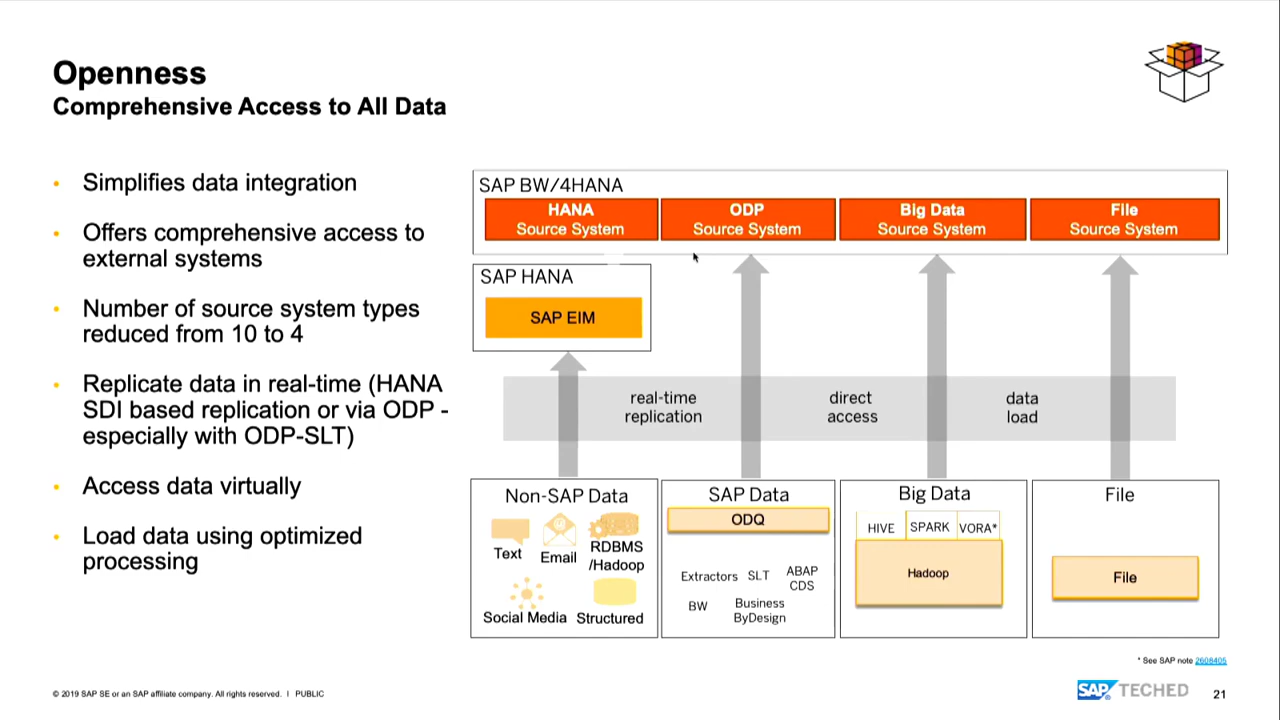 Openness
Comprehensive Access to All Data
• Simplifies data integration
• Offers comprehensive access to
external systems
• Number of source system types
reduced from 10 to 4
• Replicate data in real-time (HANA
SDI based replication or via ODP -
especially with ODP-SLT)
• Access data virtually
• Load data using optimized
processing
SAP BW/4HANA
HANA
Source System
ODP
Source System
Big Data
Source System
File
Source System
SAP HANA
SAP EIM
real-time
replication
direct
access
data
load
Non-SAP Data
Text
Email
RDBMS
/Hadoop
Social Media
Structured
SAP Data
ODQ
Extractors
SLT
ABAP
CDS
BW
Business
ByDesign
Big Data
HIVE
SPARK
VORA*
Hadoop
File
File
* See SAP note 2608405
© 2019 SAP SE or an SAP affiliate company. All rights reserved. | PUBLIC
SAP TECHED
21